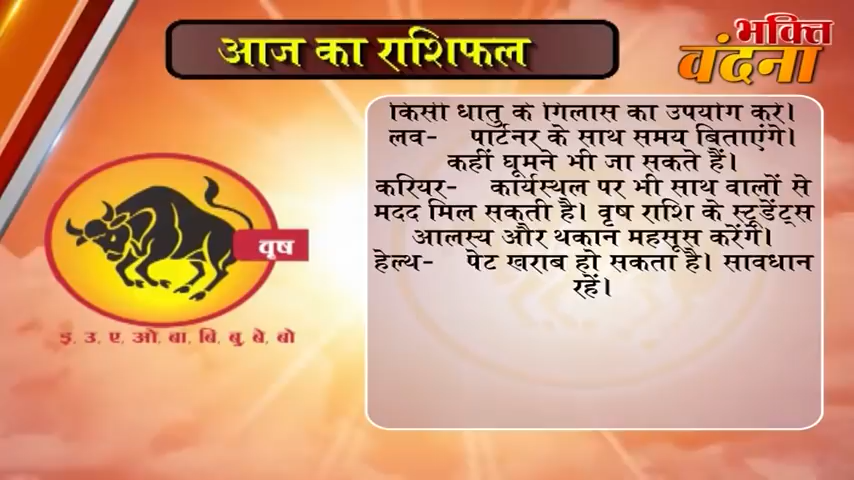 आज का राशिफल
भक्ति
वंदना
किसी धातु के गिलास का उपयोग करें।
लव- पार्टनर के साथ समय बिताएंगे।
कहीं घूमने भी जा सकते हैं।
करियर- कार्यस्थल पर भी साथ वालों से
मदद मिल सकती है। वृष राशि के स्टूडेंट्स
आलस्य और थकान महसूस करेंगे।
हेल्थ- पेट खराब हो सकता है। सावधान
रहें।
वृष
इ, उ, ए, ओ, बा, बि, बु, बे, बो